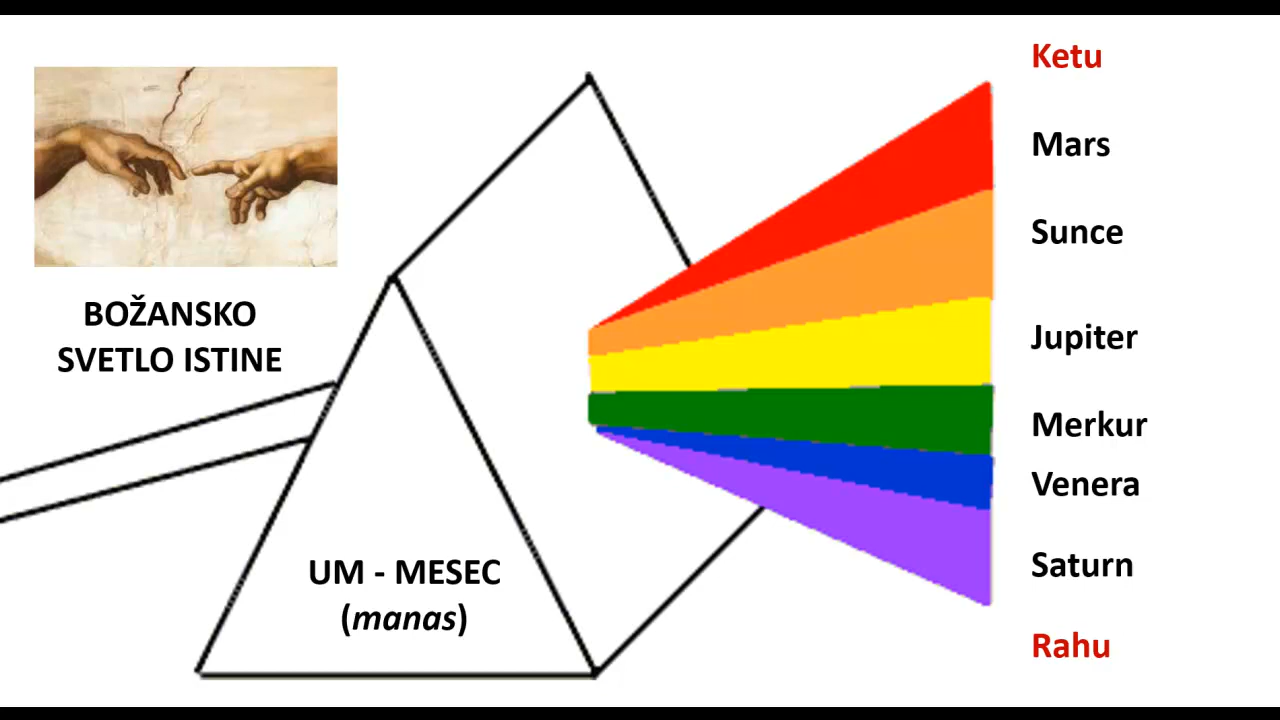 BOŽANSKO
SVETLO ISTINE
UM - MESEC
(manas)
Ketu
Mars
Sunce
Jupiter
Merkur
Venera
Saturn
Rahu